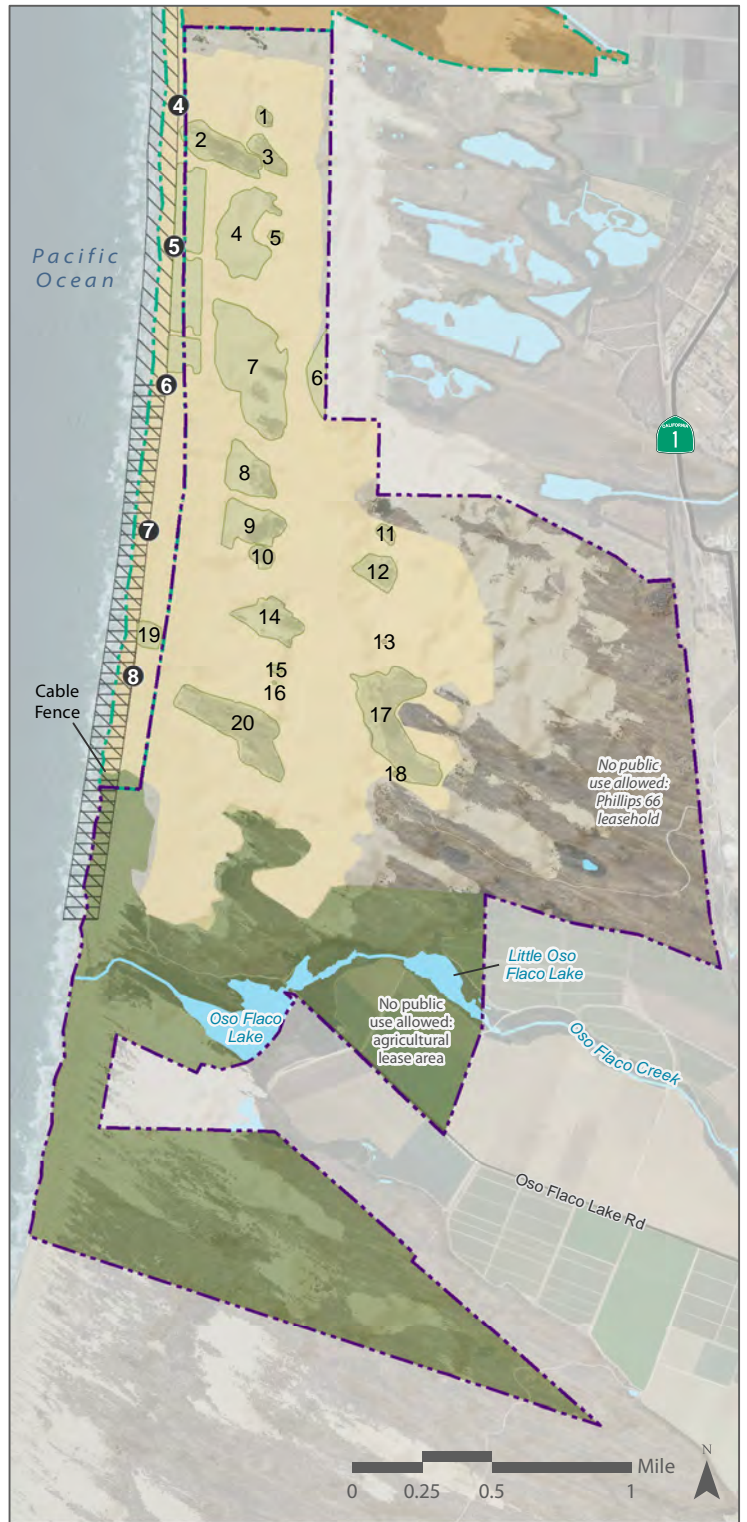 4
1
2
3
Pacific
Ocean
5
4
5
7
6
6
1
CALIFORNIA
8
9
10
11
7
12
14
19
13
8
15
16
Cable
Fence
20
17
18
No public
use allowed:
Phillips 66
leasehold
Little Oso
Flaco Lake
Oso Flaco
Lake
No public
use allowed:
agricultural
lease area
Oso Flaco Creek
Oso Flaco Lake Rd
N
Mile
0 0.25 0.5 1